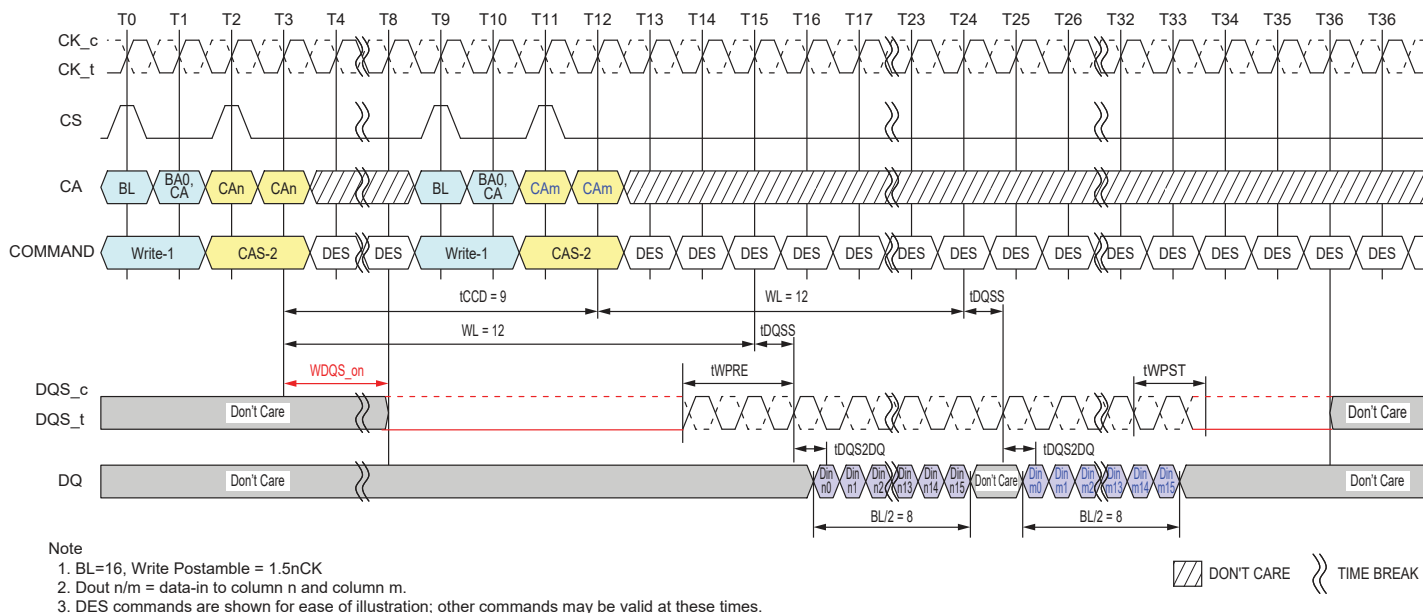 T0 T1 T2 T3 T4 T8 T9 T10 T11 T12 T13 T14 T15 T16 T17 T23 T24 T25 T26 T32 T33 T34 T35 T36 T36
CK_c
CK_t
CS
CA BL BA0, CA CAn CAn BL BA0, CA CAm CAm
COMMAND Write-1 CAS-2 DES DES Write-1 CAS-2 DES DES DES DES DES DES DES DES DES DES DES DES DES DES DES
tCCD = 9 WL = 12 tDQSS
WL = 12 tDQSS
WDQS_on tWPRE tWPST
DQS_c
DQS_t Don't Care Don't Care
tDQS2DQ tDQS2DQ
DQ Don't Care Din n0 Din n1 Din n2 Din n13 Din n14 Din n15 Don't Care Din m0 Din m1 Din m2 Din m13 Din m14 Din m15 Don't Care
BL/2 = 8 BL/2 = 8
Note
1. BL=16, Write Postamble = 1.5nCK
2. Dout n/m = data-in to column n and column m.
3. DES commands are shown for ease of illustration; other commands may be valid at these times.
DON'T CARE TIME BREAK